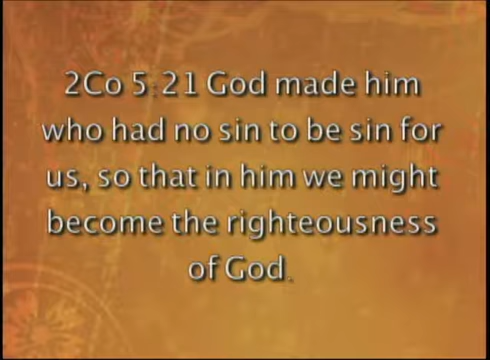 2Co 5:21 God made him
who had no sin to be sin for
us, so that in him we might
become the righteousness
of God.